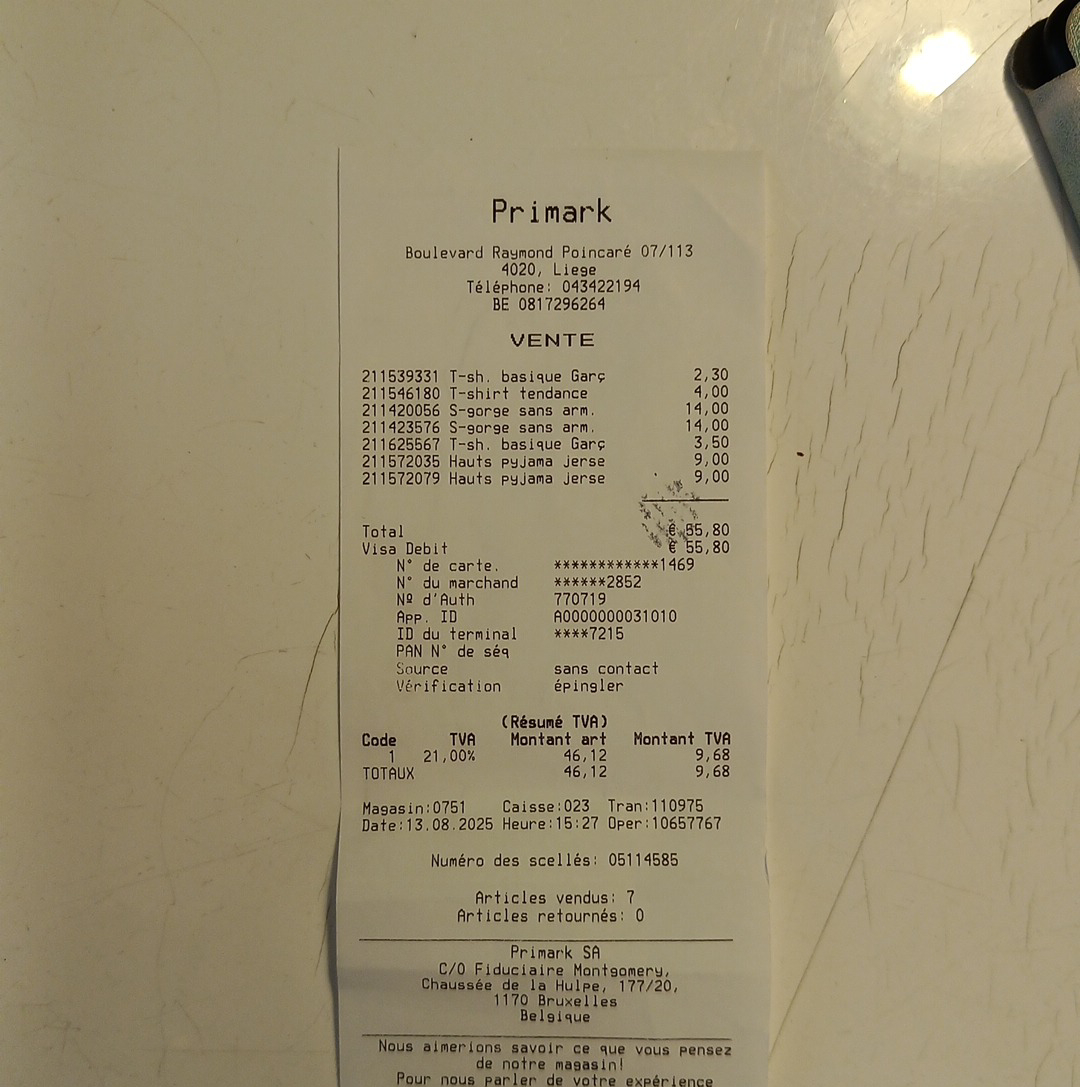 Primark
Boulevard Raymond Poincaré 07/113
4020, Liege
Téléphone: 043422194
BE 0817296264
VENTE
211539331 T-sh. basique Garç 2,30
211546180 T-shirt tendance 4,00
211420056 S-gorge sans arm. 14,00
211423576 S-gorge sans arm. 14,00
211625567 T-sh. basique Garç 3,50
211572035 Hauts pyjama jerse 9,00
211572079 Hauts pyjama jerse 9,00
Total € 55,80
Visa Debit € 55,80
N° de carte. ************1469
N° du marchand ******2852
Nº d'Auth 770719
App. ID A0000000031010
ID du terminal ****7215
PAN N° de séq
Source sans contact
Vérification épingler
(Résumé TVA)
Code TVA Montant art Montant TVA
1 21,00% 46,12 9,68
TOTAUX 46,12 9,68
Magasin:0751 Caisse:023 Tran:110975
Date:13.08.2025 Heure:15:27 Oper:10657767
Numéro des scellés: 05114585
Articles vendus: 7
Articles retournés: 0
Primark SA
C/O Fiduciaire Montgomery,
Chaussée de la Hulpe, 177/20,
1170 Bruxelles
Belgique
Nous aimerions savoir ce que vous pensez
de notre magasin!
Pour nous parler de votre expérience